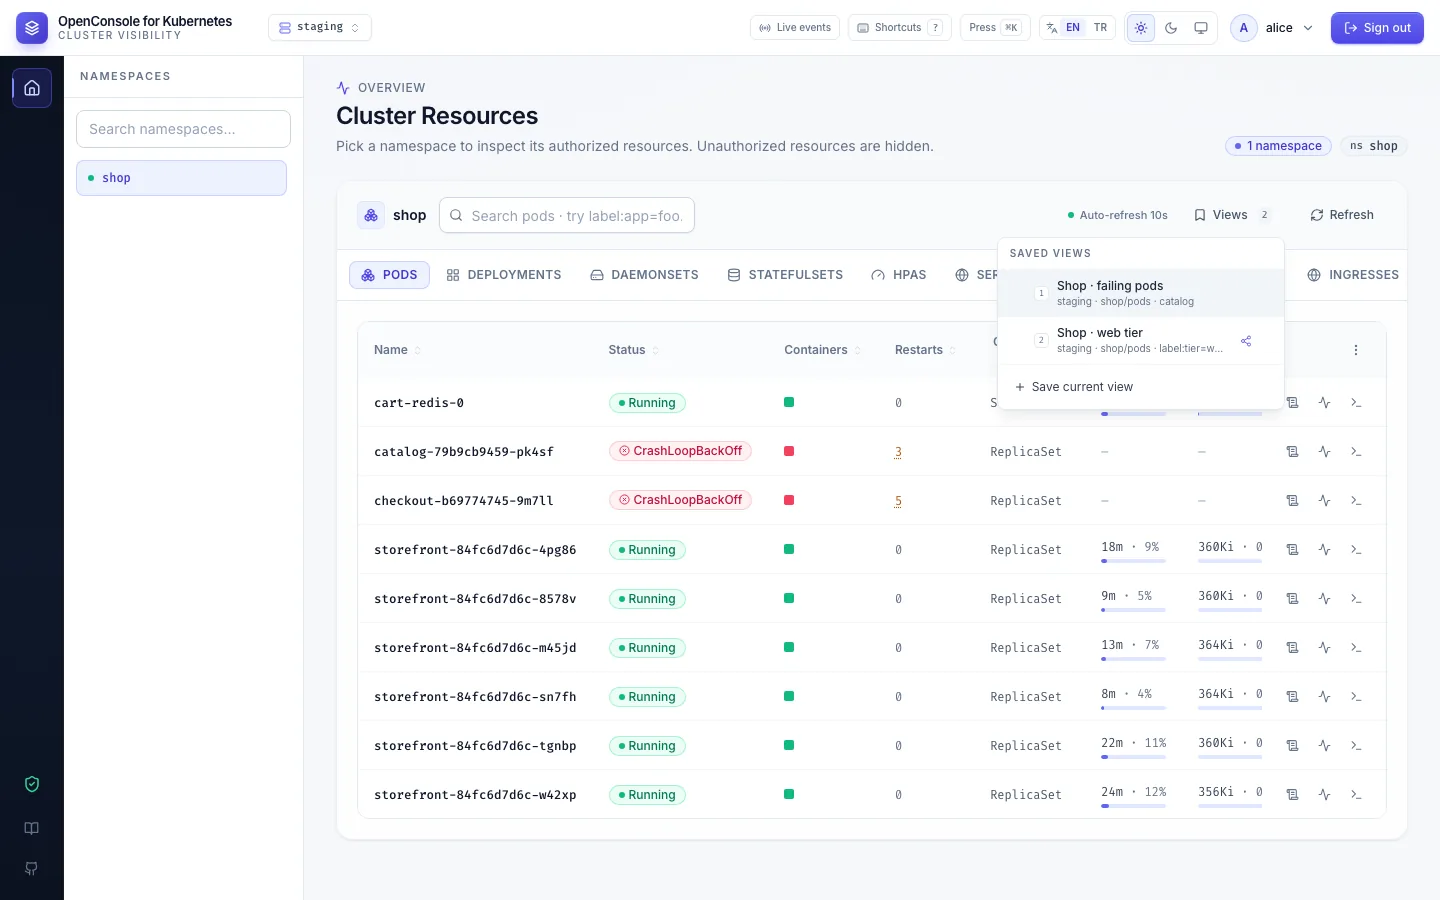 OpenConsole for Kubernetes
CLUSTER VISIBILITY
staging
Live events
Shortcuts ?
Press ⌘K
EN TR
A alice
Sign out
NAMESPACES
Search namespaces...
shop
OVERVIEW
Cluster Resources
Pick a namespace to inspect its authorized resources. Unauthorized resources are hidden.
1 namespace
ns shop
shop
Search pods · try label:app=foo.
Auto-refresh 10s
Views 2
Refresh
PODS DEPLOYMENTS DAEMONSETS STATEFULSETS HPAS SER INGRESSES
SAVED VIEWS
1 Shop · failing pods
staging · shop/pods · catalog
2 Shop · web tier
staging · shop/pods · label:tier=w...
+ Save current view
Name Status Containers Restarts
cart-redis-0 Running 0 S
catalog-79b9cb9459-pk4sf CrashLoopBackOff 3 ReplicaSet — —
checkout-b69774745-9m7ll CrashLoopBackOff 5 ReplicaSet — —
storefront-84fc6d7d6c-4pg86 Running 0 ReplicaSet 18m · 9% 360Ki · 0
storefront-84fc6d7d6c-8578v Running 0 ReplicaSet 9m · 5% 360Ki · 0
storefront-84fc6d7d6c-m45jd Running 0 ReplicaSet 13m · 7% 364Ki · 0
storefront-84fc6d7d6c-sn7fh Running 0 ReplicaSet 8m · 4% 364Ki · 0
storefront-84fc6d7d6c-tgnbp Running 0 ReplicaSet 22m · 11% 360Ki · 0
storefront-84fc6d7d6c-w42xp Running 0 ReplicaSet 24m · 12% 356Ki · 0